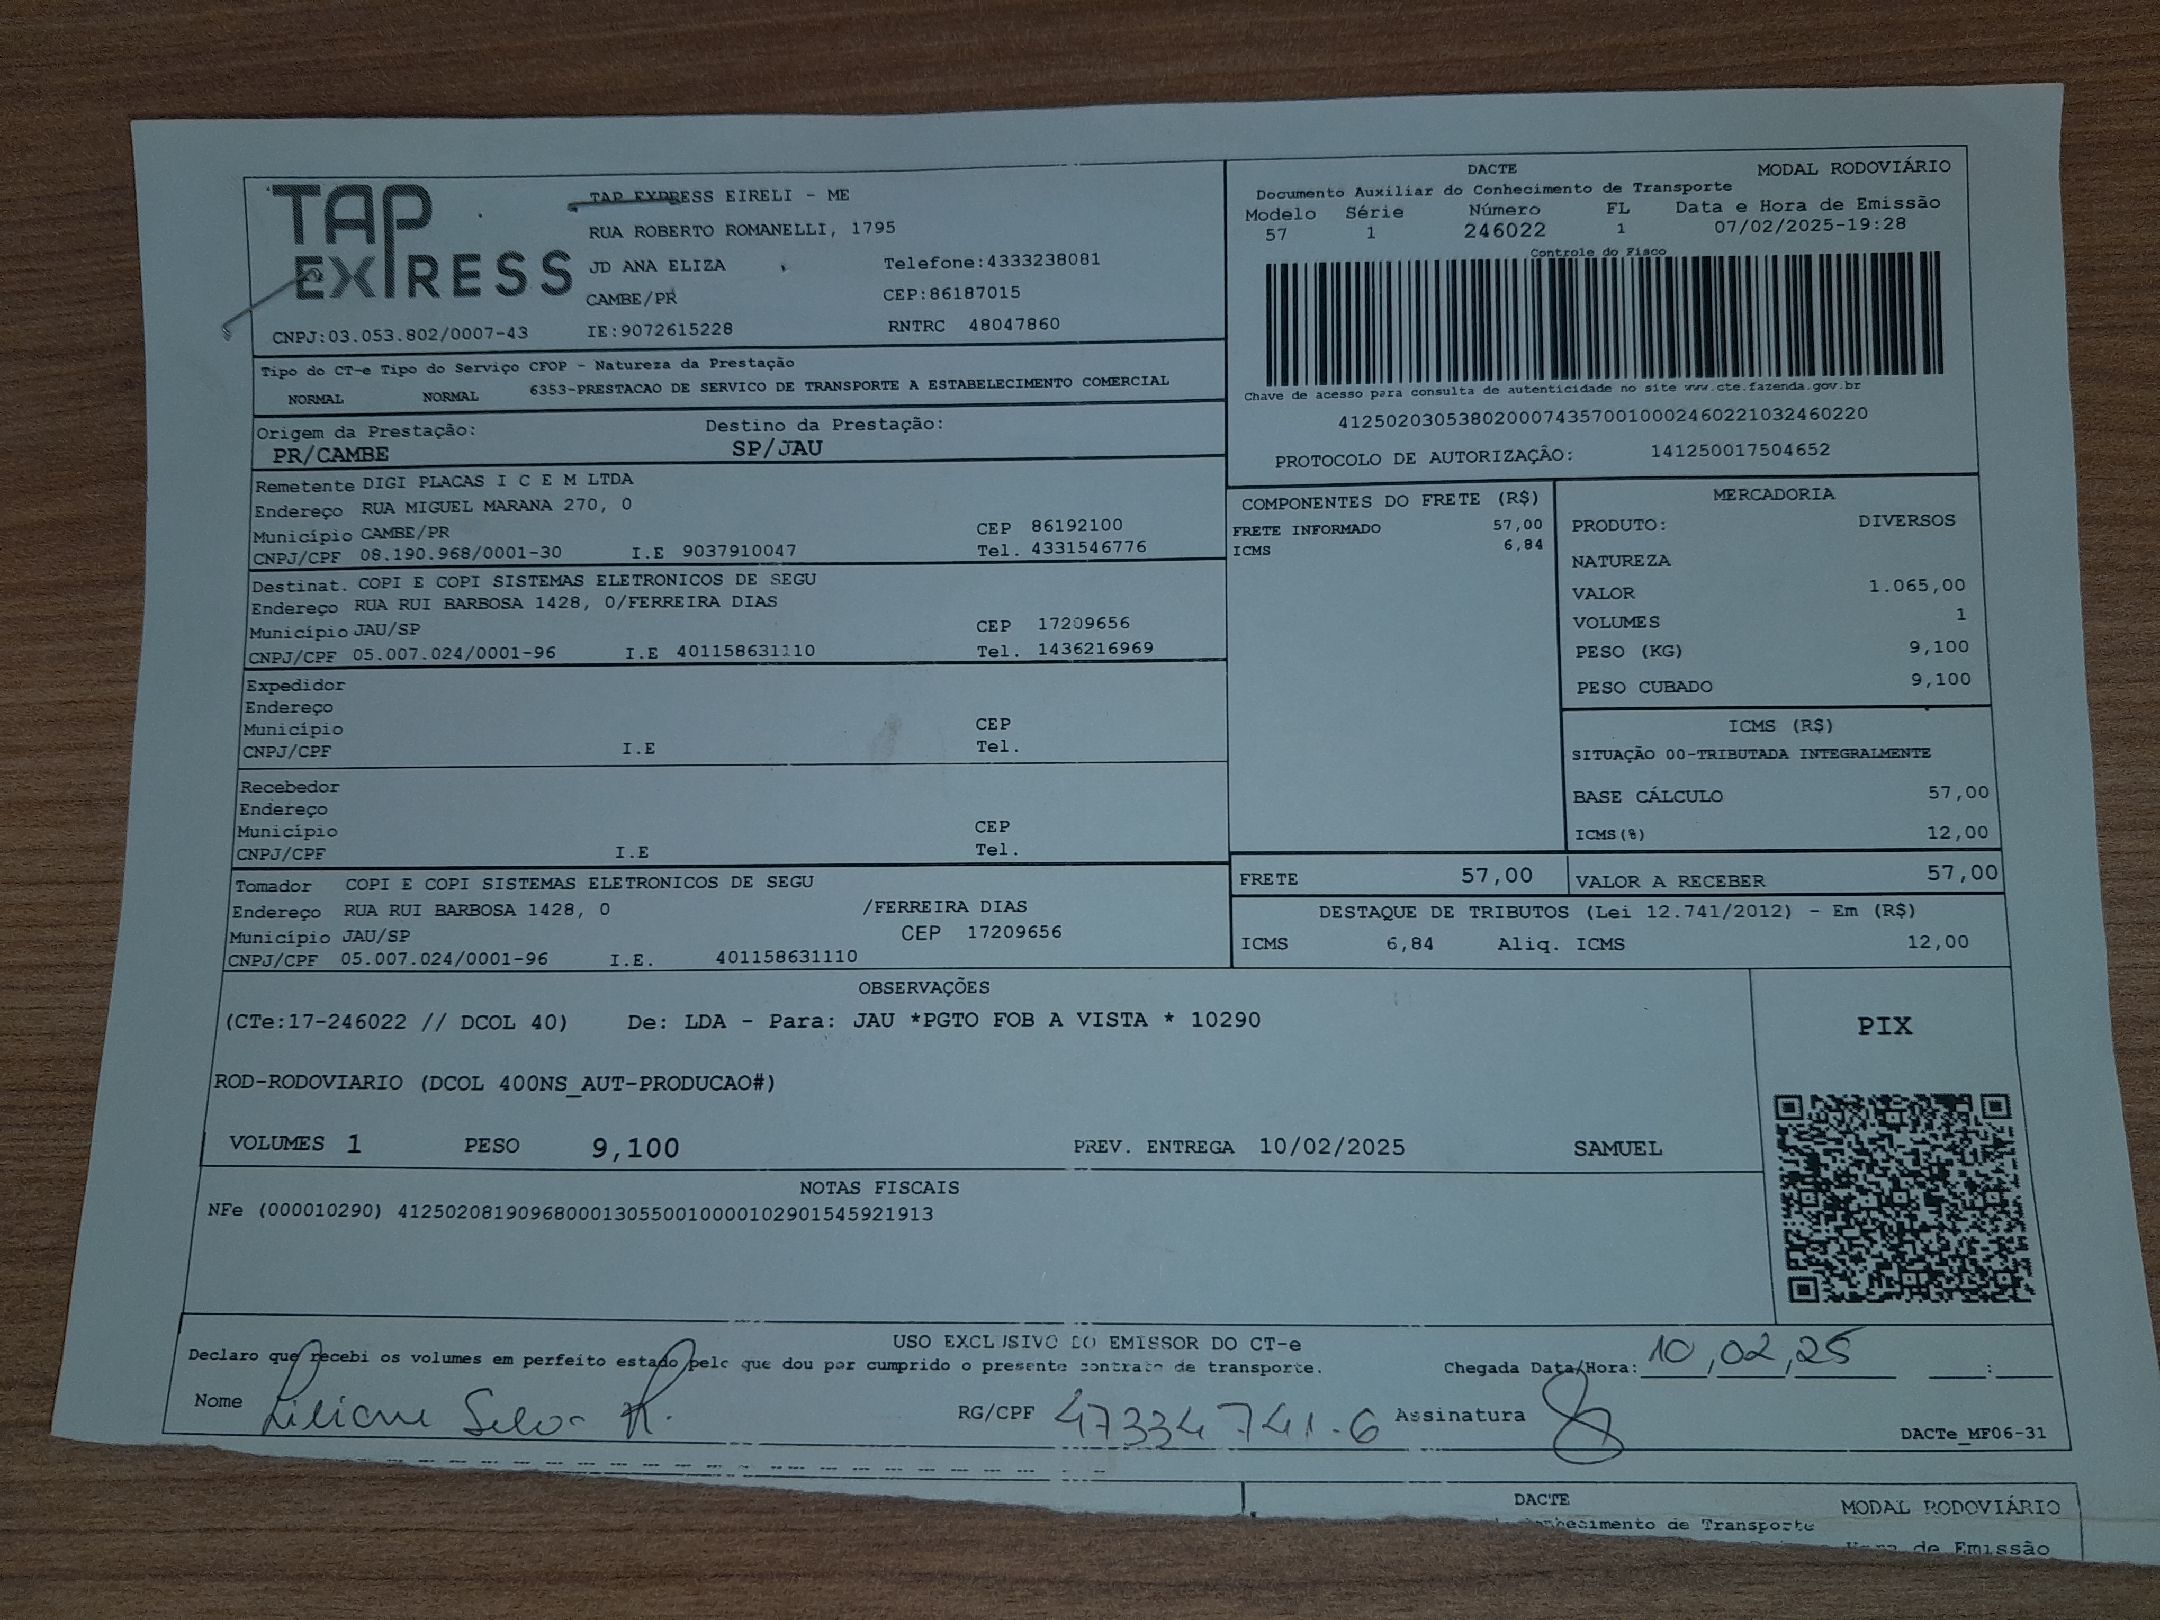 TAP EXPRESS
TAP EXPRESS EIRELI - ME
RUA ROBERTO ROMANELLI, 1795
JD ANA ELIZA Telefone:4333238081
CAMBE/PR CEP:86187015
CNPJ:03.053.802/0007-43 IE:9072615228 RNTRC 48047860
DACTE MODAL RODOVIÁRIO
Documento Auxiliar do Conhecimento de Transporte
Modelo Série Número FL Data e Hora de Emissão
57 1 246022 1 07/02/2025-19:28
Controle do Fisco
Chave de acesso para consulta de autenticidade no site www.cte.fazenda.gov.br
41250203053802000743570010002460221032460220
PROTOCOLO DE AUTORIZAÇÃO: 141250017504652
Tipo do CT-e Tipo do Serviço CFOP - Natureza da Prestação
NORMAL NORMAL 6353-PRESTACAO DE SERVICO DE TRANSPORTE A ESTABELECIMENTO COMERCIAL
Origem da Prestação: Destino da Prestação:
PR/CAMBE SP/JAU
Remetente DIGI PLACAS I C E M LTDA
Endereço RUA MIGUEL MARANA 270, 0
Município CAMBE/PR CEP 86192100
CNPJ/CPF 08.190.968/0001-30 I.E 9037910047 Tel. 4331546776
Destinat. COPI E COPI SISTEMAS ELETRONICOS DE SEGU
Endereço RUA RUI BARBOSA 1428, 0/FERREIRA DIAS
Município JAU/SP CEP 17209656
CNPJ/CPF 05.007.024/0001-96 I.E 401158631110 Tel. 1436216969
Expedidor
Endereço
Município CEP
CNPJ/CPF I.E Tel.
Recebedor
Endereço
Município CEP
CNPJ/CPF I.E Tel.
Tomador COPI E COPI SISTEMAS ELETRONICOS DE SEGU
Endereço RUA RUI BARBOSA 1428, 0 /FERREIRA DIAS
Município JAU/SP CEP 17209656
CNPJ/CPF 05.007.024/0001-96 I.E. 401158631110
COMPONENTES DO FRETE (R$)
FRETE INFORMADO 57,00
ICMS 6,84
MERCADORIA
PRODUTO: DIVERSOS
NATUREZA
VALOR 1.065,00
VOLUMES 1
PESO (KG) 9,100
PESO CUBADO 9,100
ICMS (R$)
SITUAÇÃO 00-TRIBUTADA INTEGRALMENTE
BASE CÁLCULO 57,00
ICMS(%) 12,00
FRETE 57,00 VALOR A RECEBER 57,00
DESTAQUE DE TRIBUTOS (Lei 12.741/2012) - Em (R$)
ICMS 6,84 Aliq. ICMS 12,00
OBSERVAÇÕES
(CTe:17-246022 // DCOL 40) De: LDA - Para: JAU *PGTO FOB A VISTA * 10290
ROD-RODOVIARIO (DCOL 400NS_AUT-PRODUCAO#)
VOLUMES 1 PESO 9,100 PREV. ENTREGA 10/02/2025 SAMUEL
PIX
NOTAS FISCAIS
NFe (000010290) 41250208190968000130550010000102901545921913
USO EXCLUSIVO DO EMISSOR DO CT-e
Declaro que recebi os volumes em perfeito estado pelo que dou por cumprido o presente contrato de transporte. Chegada Data/Hora: 10,02,25 :
Nome Liliane Selva R. RG/CPF 47334741-6 Assinatura
DACTe_MF06-31
DACTE MODAL RODOVIÁRIO
de Transporte
de Emissão